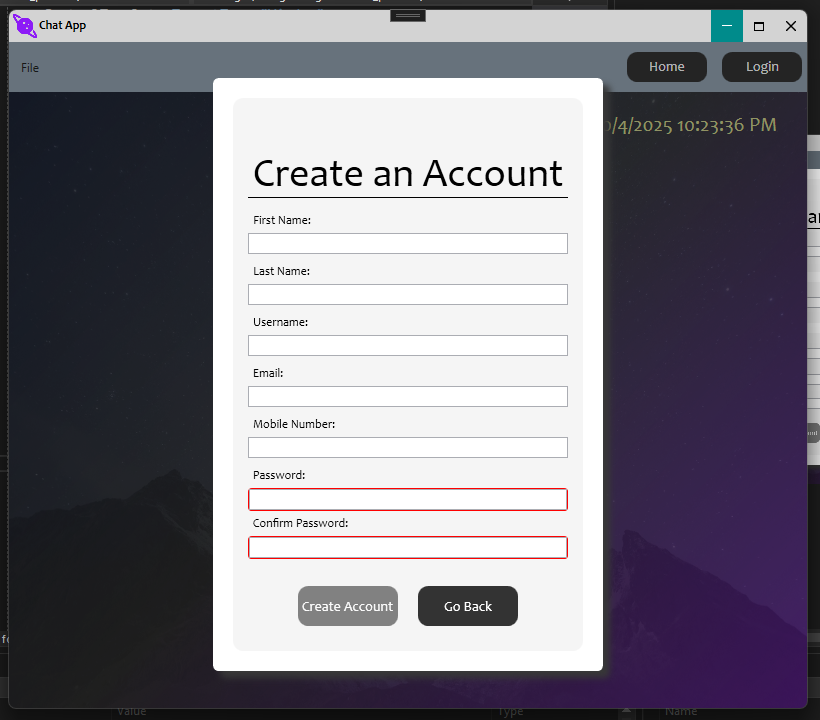 Chat App
File
Home
Login
/4/2025 10:23:36 PM
Create an Account
First Name:
Last Name:
Username:
Email:
Mobile Number:
Password:
Confirm Password:
Create Account
Go Back
Value
Type
Name